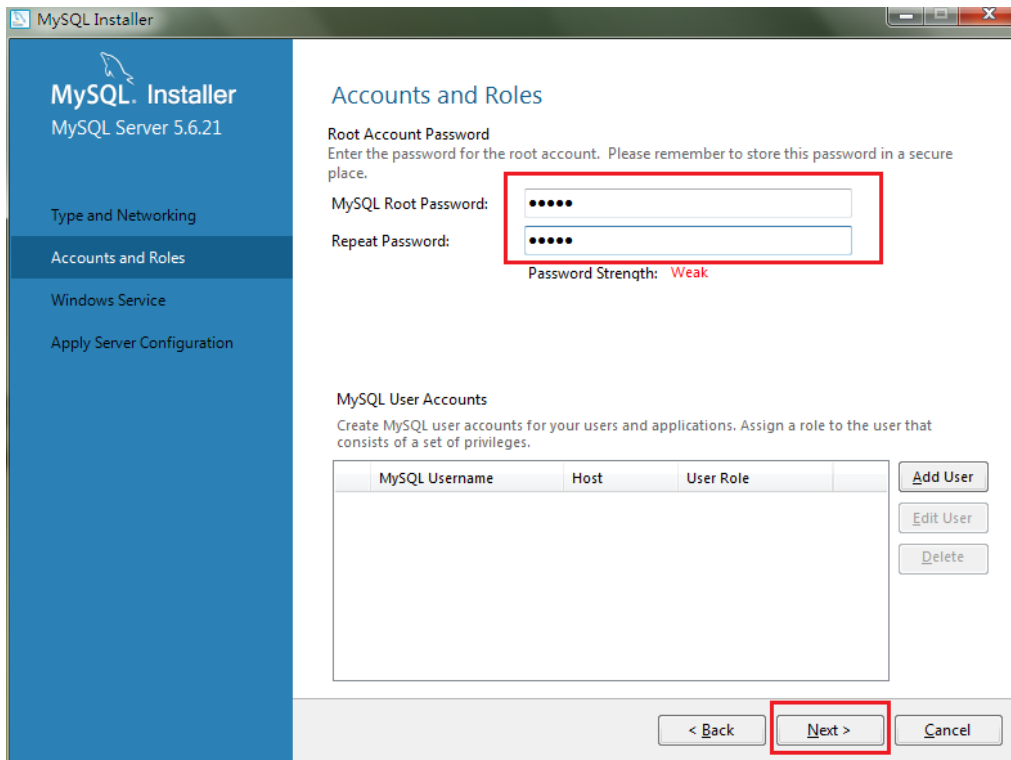 MySQL Installer
MySQL. Installer
MySQL Server 5.6.21
Type and Networking
Accounts and Roles
Windows Service
Apply Server Configuration
Accounts and Roles
Root Account Password
Enter the password for the root account. Please remember to store this password in a secure
place.
MySQL Root Password: •••••
Repeat Password: •••••
Password Strength: Weak
MySQL User Accounts
Create MySQL user accounts for your users and applications. Assign a role to the user that
consists of a set of privileges.
MySQL Username Host User Role
Add User
Edit User
Delete
< Back Next > Cancel